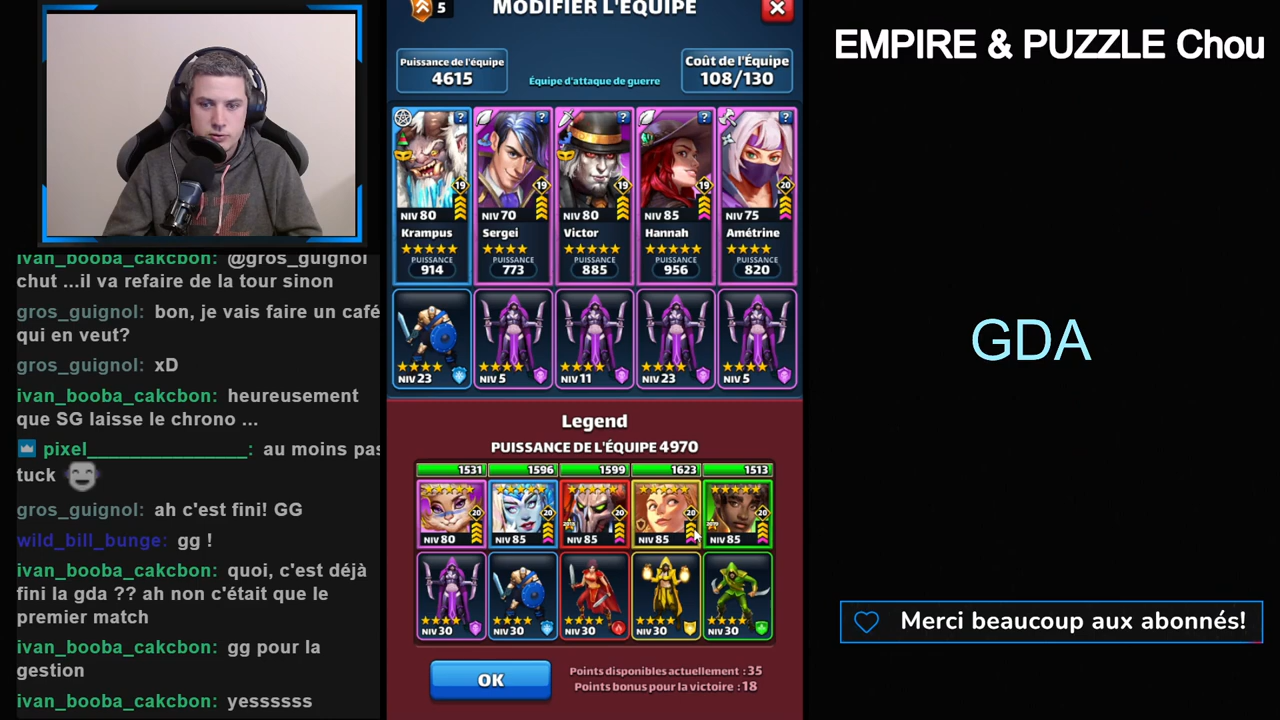 5
MODIFIER L'ÉQUIPE
EMPIRE & PUZZLE Chou
Puissance de l'équipe
4615
Équipe d'attaque de guerre
Coût de l'Équipe
108/130
19 19 19 19 20
NIV 80 NIV 70 NIV 80 NIV 85 NIV 75
Krampus Sergei Victor Hannah Amétrine
PUISSANCE PUISSANCE PUISSANCE PUISSANCE PUISSANCE
914 773 885 956 820
NIV 23 NIV 5 NIV 11 NIV 23 NIV 5
Legend
PUISSANCE DE L'ÉQUIPE 4970
1531 1596 1599 1623 1513
20 20 20 20 20
NIV 80 NIV 85 NIV 85 NIV 85 NIV 85
NIV 30 NIV 30 NIV 30 NIV 30 NIV 30
OK
Points disponibles actuellement : 35
Points bonus pour la victoire : 18
ivan_booba_cakcbon: @gros_guignol
chut ...il va refaire de la tour sinon
gros_guignol: bon, je vais faire un café
qui en veut?
gros_guignol: xD
ivan_booba_cakcbon: heureusement
que SG laisse le chrono ...
pixel_______________: au moins pas
tuck
gros_guignol: ah c'est fini! GG
wild_bill_bunge: gg !
ivan_booba_cakcbon: quoi, c'est déjà
fini la gda ?? ah non c'était que le
premier match
ivan_booba_cakcbon: gg pour la
gestion
ivan_booba_cakcbon: yessssss
GDA
Merci beaucoup aux abonnés!